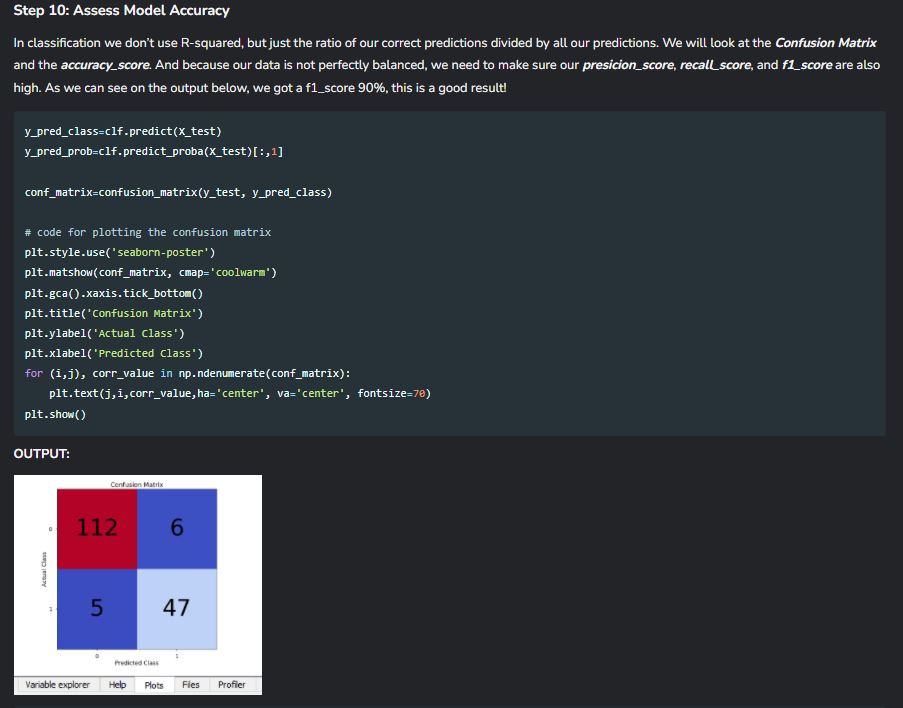 Step 10: Assess Model Accuracy
In classification we don't use R-squared, but just the ratio of our correct predictions divided by all our predictions. We will look at the Confusion Matrix
and the accuracy_score. And because our data is not perfectly balanced, we need to make sure our presicion_score, recall_score, and f1_score are also
high. As we can see on the output below, we got a f1_score 90%, this is a good result!
y_pred_class=clf.predict(X_test)
y_pred_prob=clf.predict_proba(X_test)[:,1]
conf_matrix=confusion_matrix(y_test, y_pred_class)
# code for plotting the confusion matrix
plt.style.use('seaborn-poster')
plt.matshow(conf_matrix, cmap='coolwarm')
plt.gca().xaxis.tick_bottom()
plt.title('Confusion Matrix')
plt.ylabel('Actual Class')
plt.xlabel('Predicted Class')
for (i,j), corr_value in np.ndenumerate(conf_matrix):
    plt.text(j,i,corr_value,ha='center', va='center', fontsize=70)
plt.show()
OUTPUT:
Confusion Matrix
0 112 6
Actual Class
1 5 47
0 1
Predicted Class
Variable explorer Help Plots Files Profiler